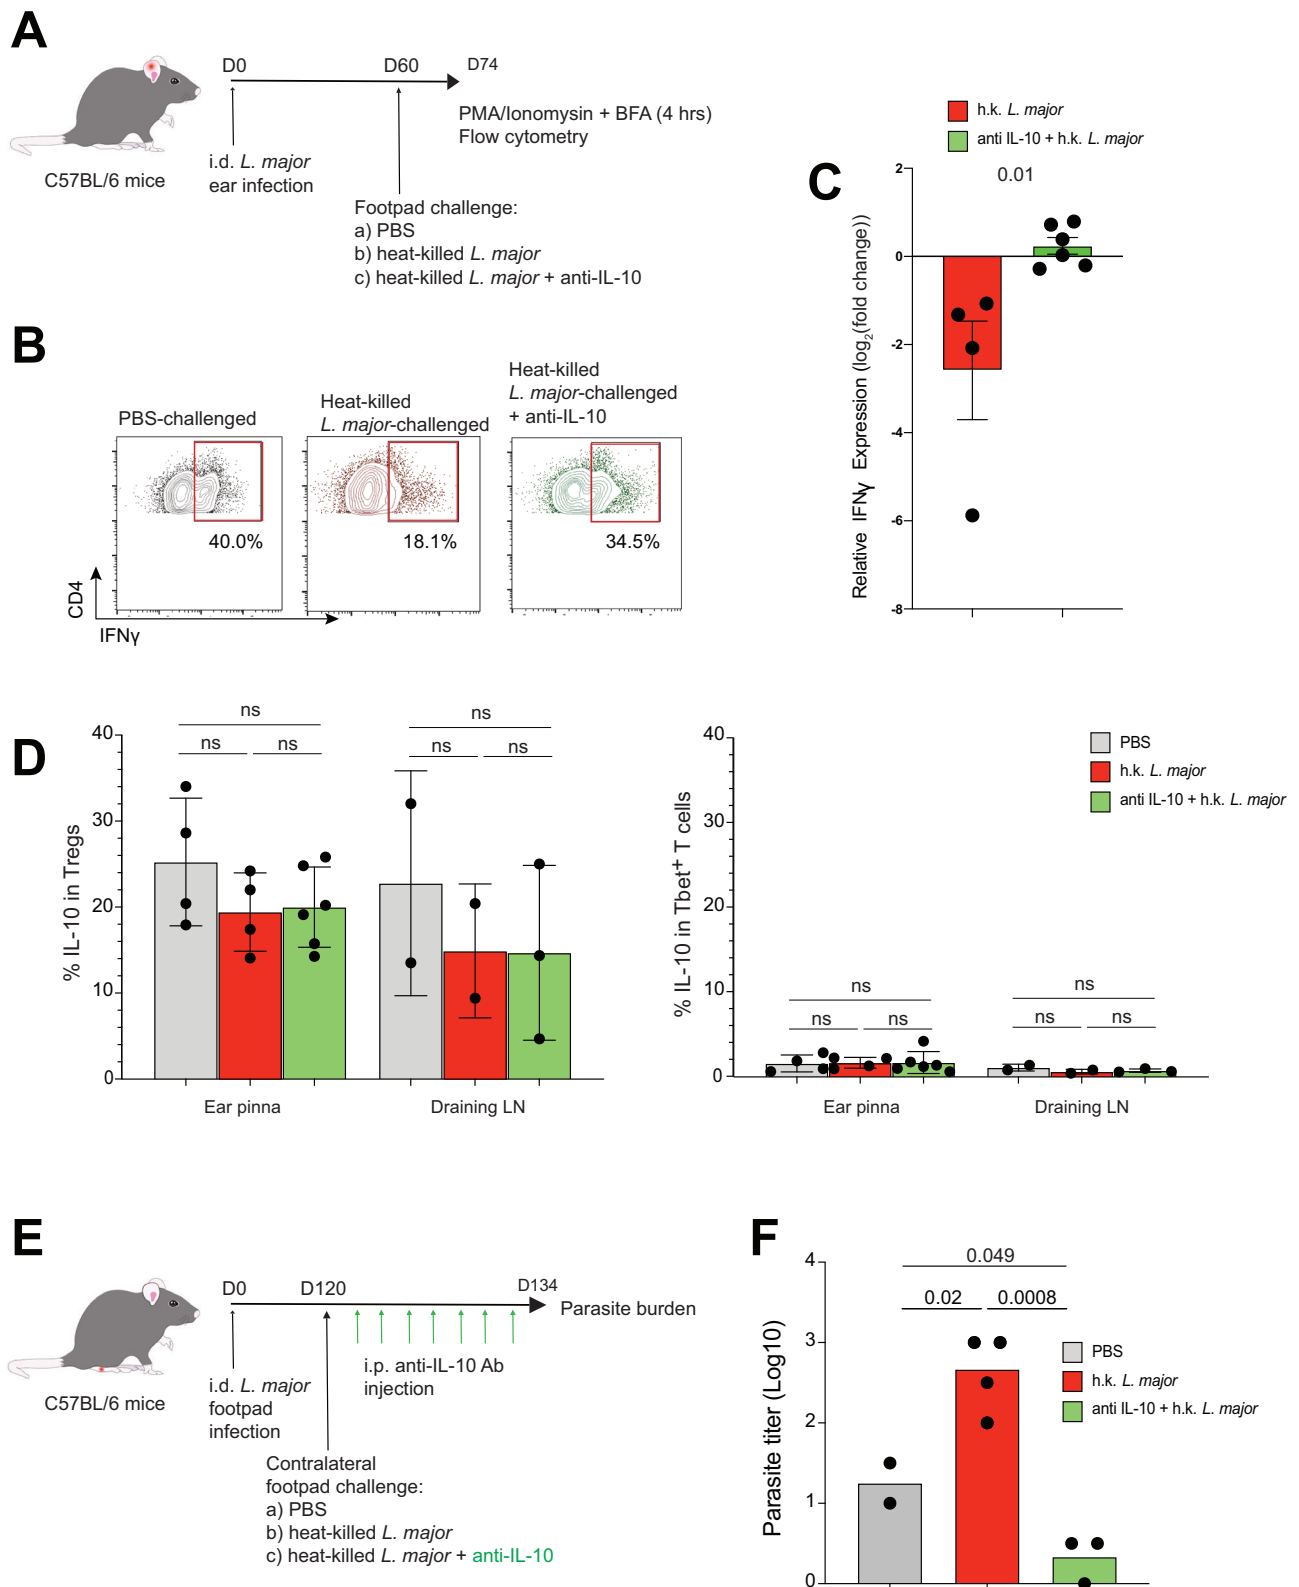 A
D0
D60
D74
i.d. L. major
ear infection
C57BL/6 mice
PMA/Ionomysin + BFA (4 hrs)
Flow cytometry
Footpad challenge:
a) PBS
b) heat-killed L. major
c) heat-killed L. major + anti-IL-10
B
PBS-challenged
Heat-killed
L. major-challenged
Heat-killed
L. major-challenged
+ anti-IL-10
40.0%
18.1%
34.5%
CD4
IFNγ
C
h.k. L. major
anti IL-10 + h.k. L. major
0.01
Relative IFNγ Expression (log2(fold change))
2
0
-2
-4
-6
-8
D
% IL-10 in Tregs
40
30
20
10
0
ns
ns
ns
ns
ns
ns
Ear pinna
Draining LN
% IL-10 in Tbet+ T cells
40
30
20
10
0
ns
ns
ns
ns
ns
ns
Ear pinna
Draining LN
PBS
h.k. L. major
anti IL-10 + h.k. L. major
E
D0
D120
D134
Parasite burden
C57BL/6 mice
i.d. L. major
footpad
infection
i.p. anti-IL-10 Ab
injection
Contralateral
footpad challenge:
a) PBS
b) heat-killed L. major
c) heat-killed L. major + anti-IL-10
F
Parasite titer (Log10)
4
3
2
1
0
0.049
0.02
0.0008
PBS
h.k. L. major
anti IL-10 + h.k. L. major